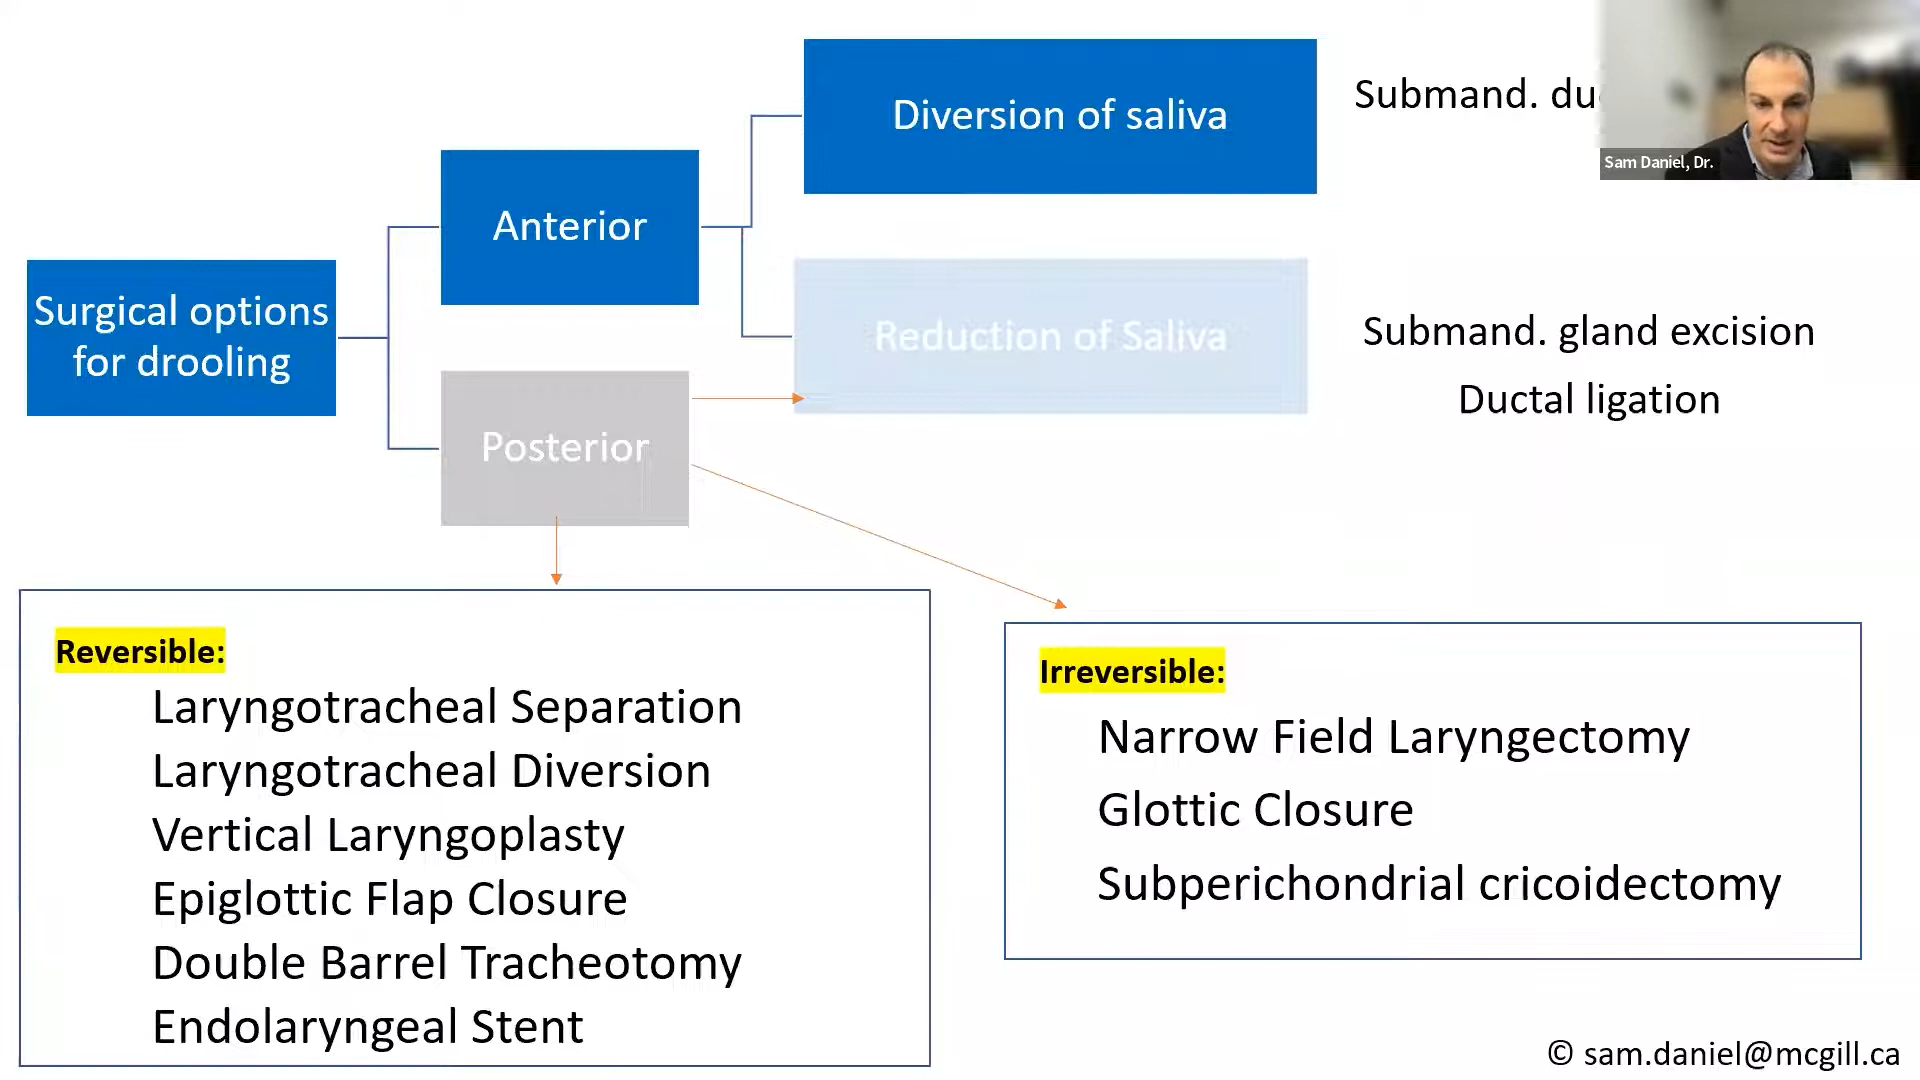 Diversion of saliva
Submand.
Sam Daniel, Dr.
Anterior
Surgical options
for drooling
Reduction of Saliva
Submand. gland excision
Ductal ligation
Posterior
Reversible:
Laryngotracheal Separation
Laryngotracheal Diversion
Vertical Laryngoplasty
Epiglottic Flap Closure
Double Barrel Tracheotomy
Endolaryngeal Stent
Irreversible:
Narrow Field Laryngectomy
Glottic Closure
Subperichondrial cricoidectomy
© sam.daniel@mcgill.ca